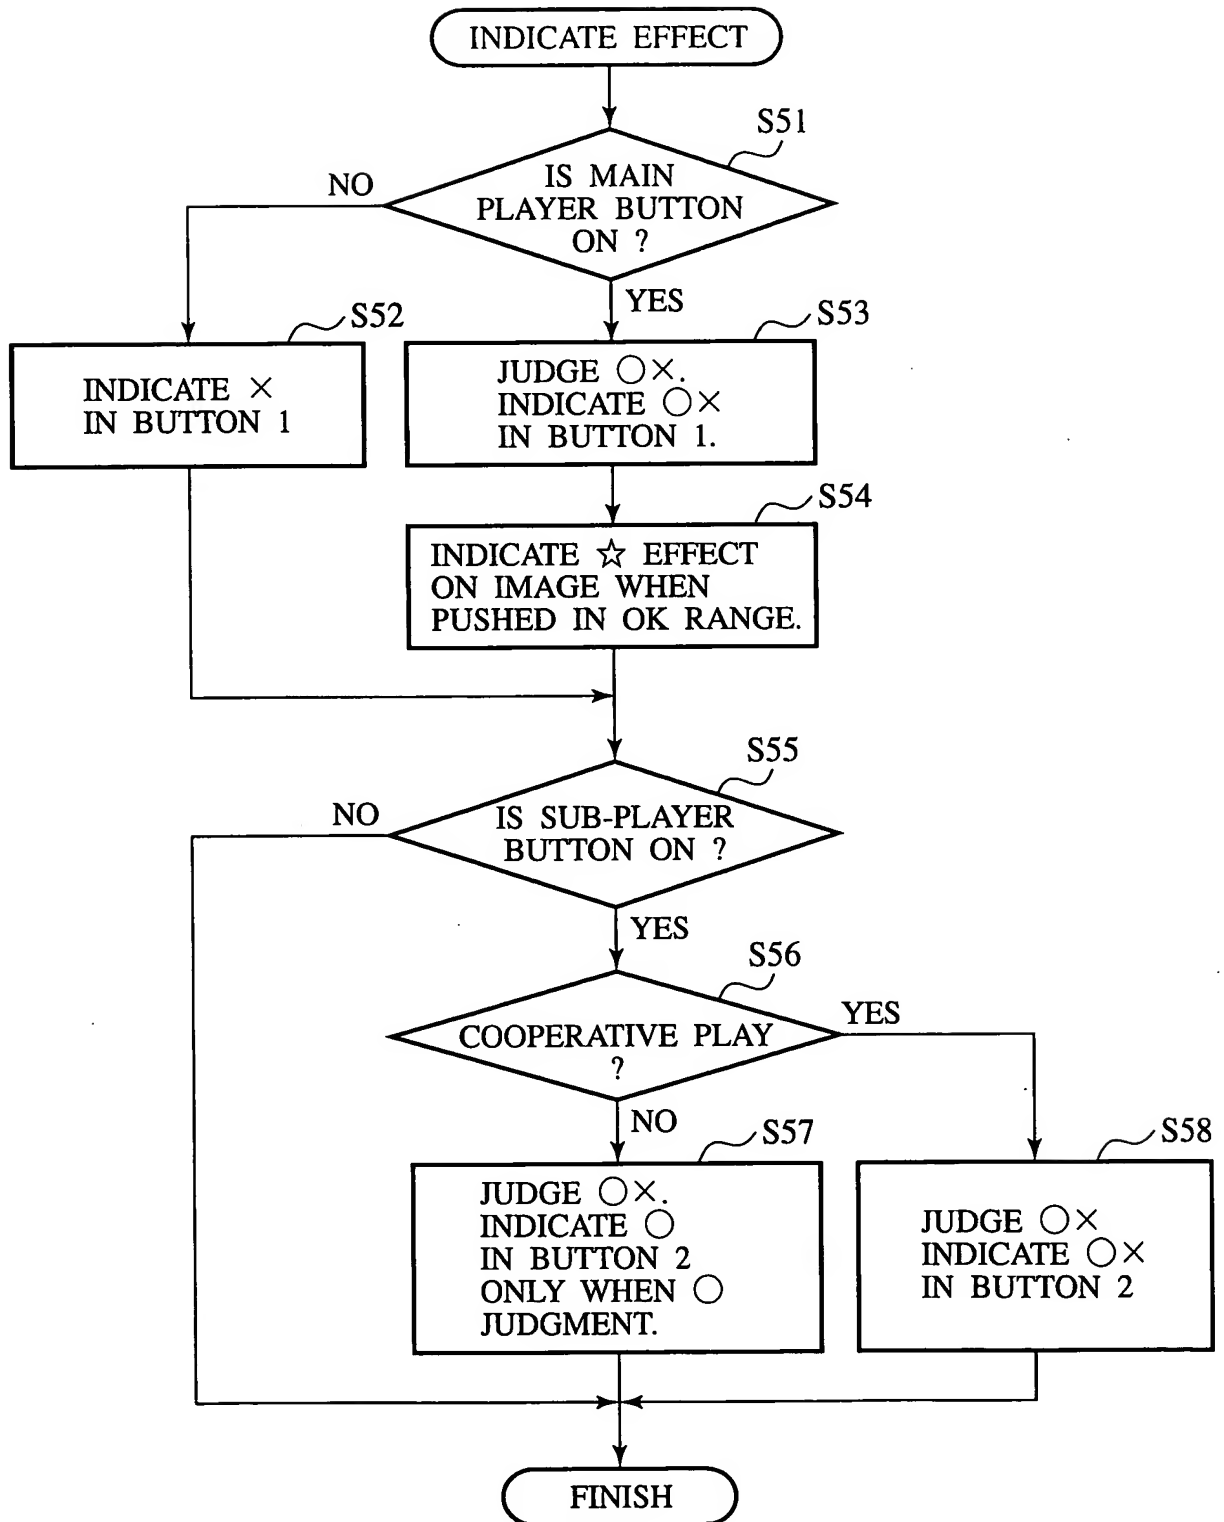 INDICATE EFFECT
S51
IS MAIN
PLAYER BUTTON
ON ?
NO
YES
S52
INDICATE ×
IN BUTTON 1
S53
JUDGE ○×.
INDICATE ○×
IN BUTTON 1.
S54
INDICATE ☆ EFFECT
ON IMAGE WHEN
PUSHED IN OK RANGE.
S55
IS SUB-PLAYER
BUTTON ON ?
NO
YES
S56
COOPERATIVE PLAY
?
YES
NO
S57
JUDGE ○×.
INDICATE ○
IN BUTTON 2
ONLY WHEN ○
JUDGMENT.
S58
JUDGE ○×
INDICATE ○×
IN BUTTON 2
FINISH